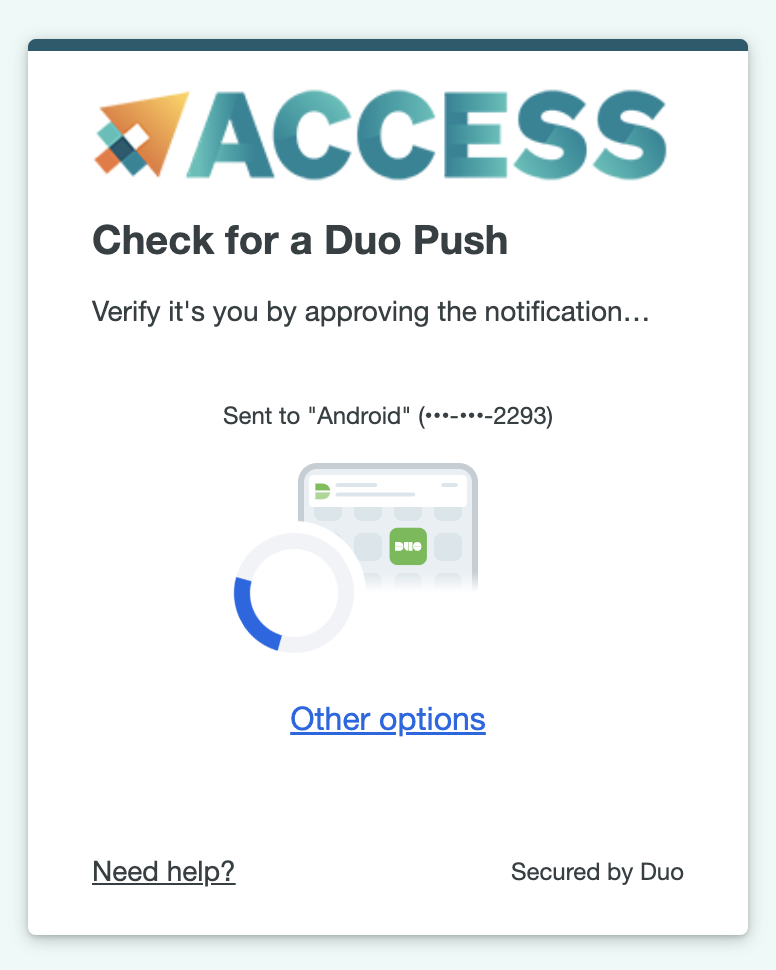 ACCESS
Check for a Duo Push
Verify it's you by approving the notification…
Sent to "Android" (•••-•••-2293)
DUO
Other options
Need help?
Secured by Duo